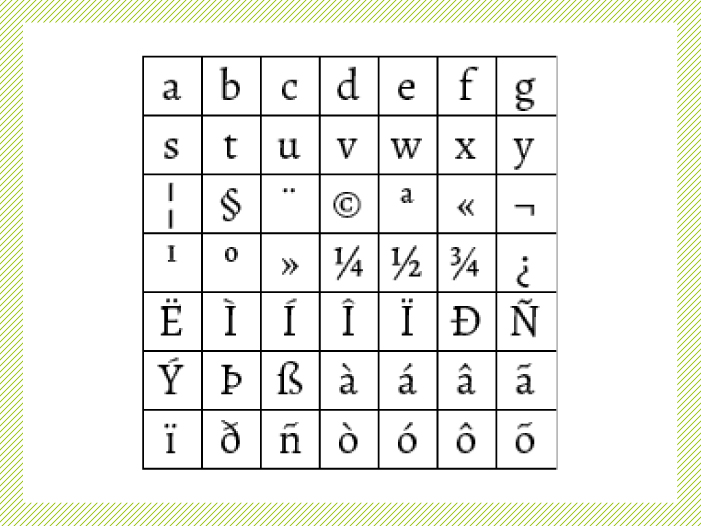 a b c d e f g
s t u v w x y
¦ § ¨ © ª « ¬
¹ º » ¼ ½ ¾ ¿
Ë Ì Í Î Ï Ð Ñ
Ý Þ ß à á â ã
ï ð ñ ò ó ô õ